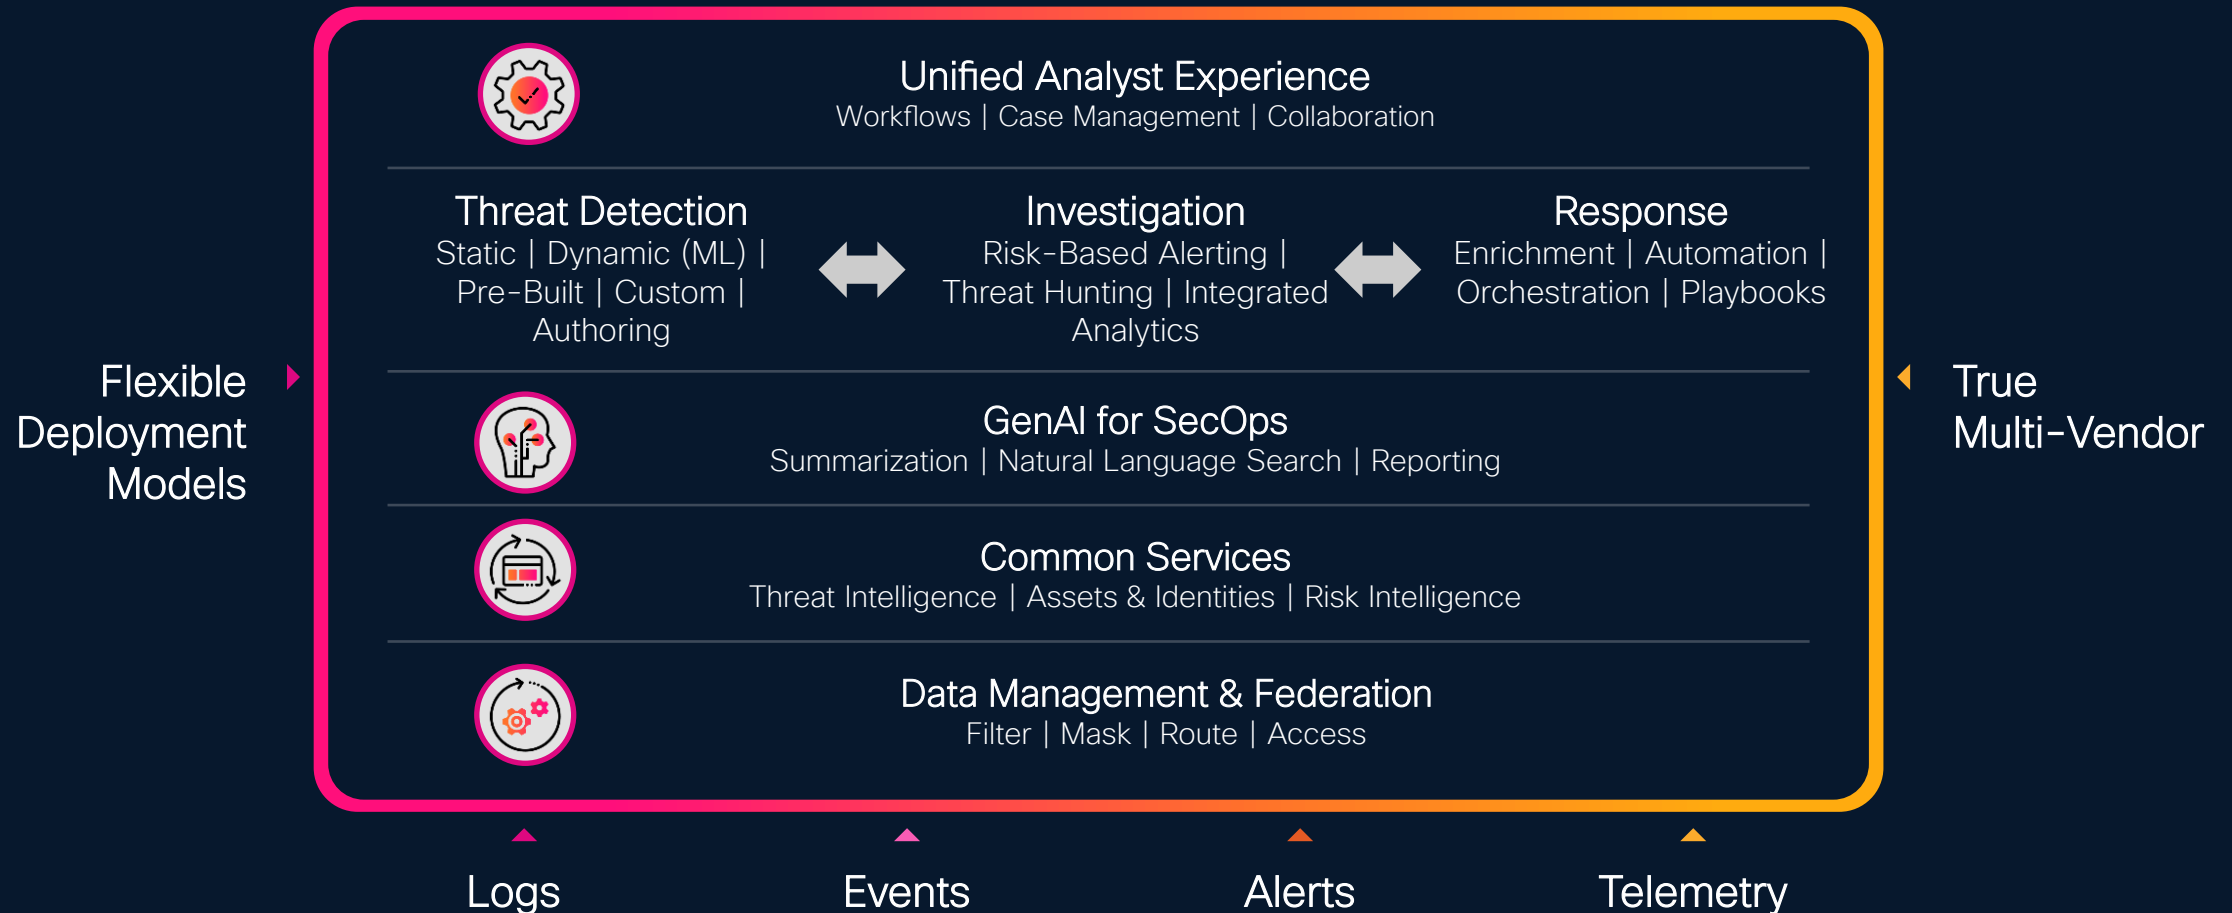 Unified Analyst Experience
Workflows | Case Management | Collaboration
Threat Detection
Static | Dynamic (ML) |
Pre-Built | Custom |
Authoring
Investigation
Risk-Based Alerting |
Threat Hunting | Integrated
Analytics
Response
Enrichment | Automation |
Orchestration | Playbooks
Flexible
Deployment
Models
True
Multi-Vendor
GenAI for SecOps
Summarization | Natural Language Search | Reporting
Common Services
Threat Intelligence | Assets & Identities | Risk Intelligence
Data Management & Federation
Filter | Mask | Route | Access
Logs
Events
Alerts
Telemetry